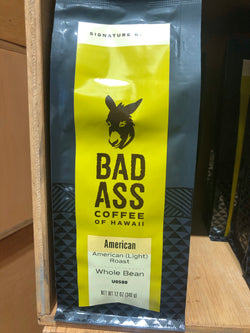 SIGNATURE
BAD
ASS
COFFEE
OF HAWAII
American
American (Light)
Roast
Whole Bean
NET WT 12 OZ (340 g)